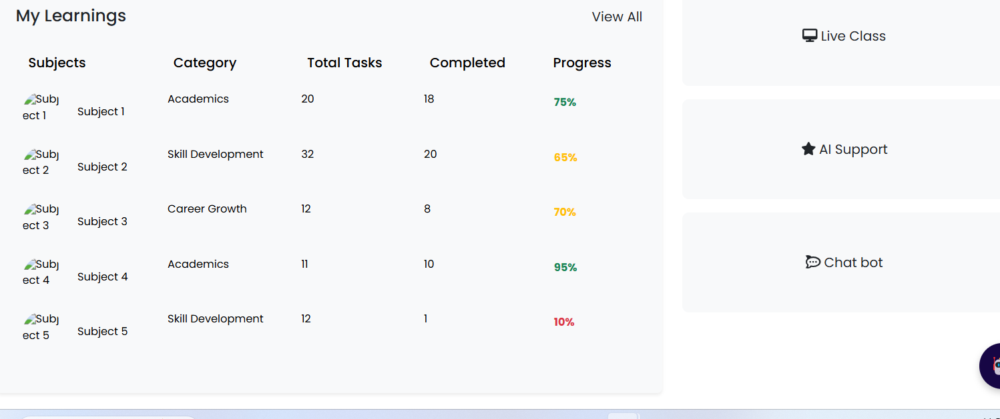 My Learnings
View All
Subjects Category Total Tasks Completed Progress
Subj
ect 1
Subject 1
Academics
20
18
75%
Subj
ect 2
Subject 2
Skill Development
32
20
65%
Subj
ect 3
Subject 3
Career Growth
12
8
70%
Subj
ect 4
Subject 4
Academics
11
10
95%
Subj
ect 5
Subject 5
Skill Development
12
1
10%
Live Class
AI Support
Chat bot